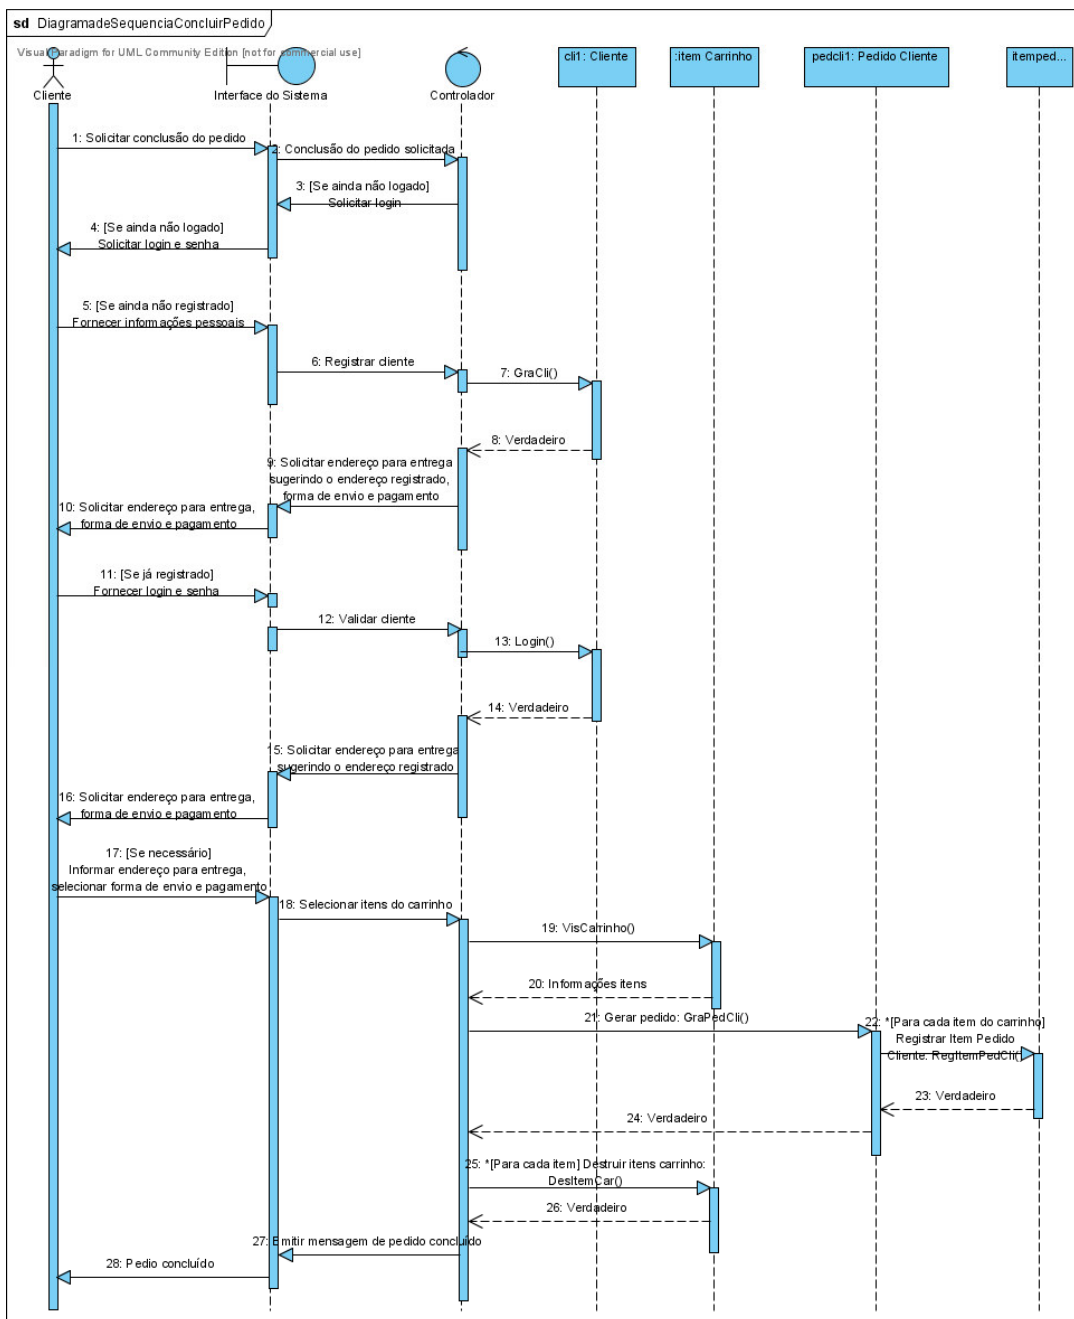 sd DiagramadeSequenciaConcluirPedido
Visual Paradigm for UML Community Edition [not for commercial use]
cli1: Cliente
:item Carrinho
pedcli1: Pedido Cliente
itemped...
Cliente
Interface do Sistema
Controlador
1: Solicitar conclusão do pedido
2: Conclusão do pedido solicitada
3: [Se ainda não logado]
Solicitar login
4: [Se ainda não logado]
Solicitar login e senha
5: [Se ainda não registrado]
Fornecer informações pessoais
6: Registrar cliente
7: GraCli()
8: Verdadeiro
9: Solicitar endereço para entrega
sugerindo o endereço registrado,
forma de envio e pagamento
10: Solicitar endereço para entrega,
forma de envio e pagamento
11: [Se já registrado]
Fornecer login e senha
12: Validar cliente
13: Login()
14: Verdadeiro
15: Solicitar endereço para entrega
sugerindo o endereço registrado
16: Solicitar endereço para entrega,
forma de envio e pagamento
17: [Se necessário]
Informar endereço para entrega,
selecionar forma de envio e pagamento
18: Selecionar itens do carrinho
19: VisCarrinho()
20: Informações itens
21: Gerar pedido: GraPedCli()
22: *[Para cada item do carrinho]
Registrar Item Pedido
Cliente: RegItemPedCli()
23: Verdadeiro
24: Verdadeiro
25: *[Para cada item] Destruir itens carrinho:
DesItemCar()
26: Verdadeiro
27: Emitir mensagem de pedido concluído
28: Pedio concluído